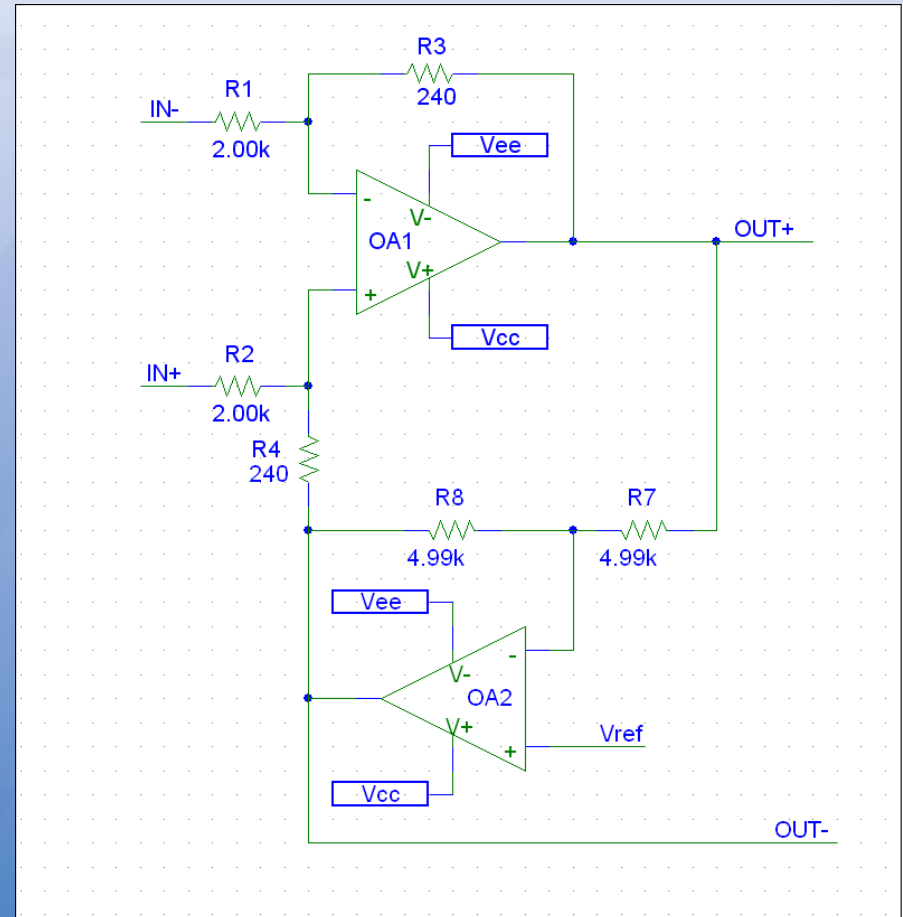 R3
240
R1
IN-
2.00k
Vee
-
V-
OA1
OUT+
V+
+
Vcc
R2
IN+
2.00k
R4
240
R8
R7
4.99k
4.99k
Vee
-
V-
OA2
V+
Vref
+
Vcc
OUT-